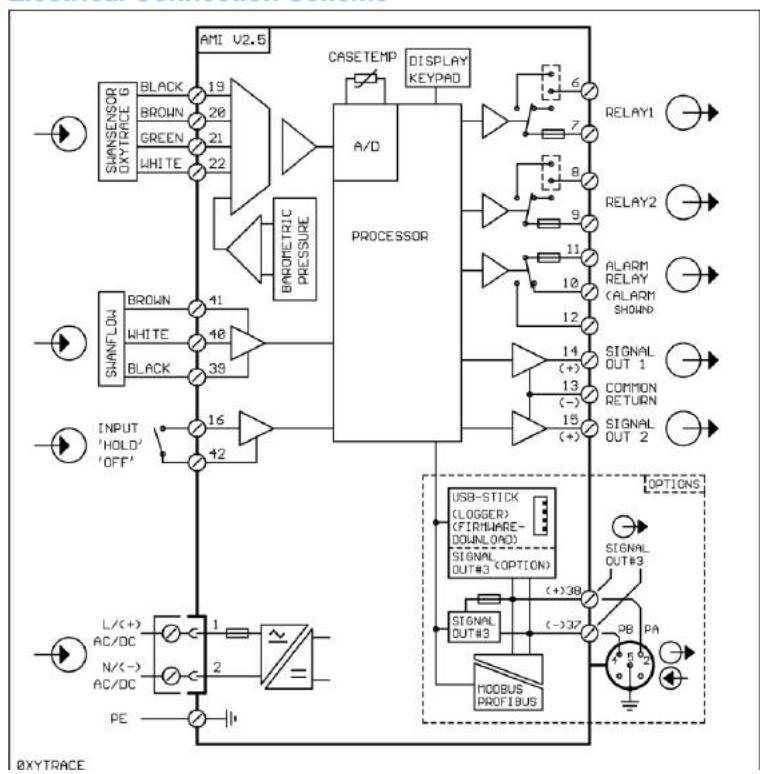 Electrical Connection Scheme
AMI V2.5
CASETEMP
DISPLAY
KEYPAD
SWANSENSOR
OXYTRACE G
BLACK 19
BROWN 20
GREEN 21
WHITE 22
A/D
PROCESSOR
BAROMETRIC
PRESSURE
6
RELAY1
7
8
RELAY2
9
11
ALARM
RELAY
10
(ALARM
SHOWN)
12
SWANFLOW
BROWN 41
WHITE 40
BLACK 39
14
(+)
SIGNAL
OUT 1
13
(-)
COMMON
RETURN
15
(+)
SIGNAL
OUT 2
INPUT
'HOLD'
'OFF'
16
42
OPTIONS
USB-STICK
(LOGGER)
(FIRMWARE-
DOWNLOAD)
SIGNAL
OUT#3 (OPTION)
SIGNAL
OUT#3
(+)38
(-)37
SIGNAL
OUT#3
PB PA
4 5 2
MODBUS
PROFIBUS
L/(+)
AC/DC
1
N/(-)
AC/DC
2
PE
ØXYTRACE